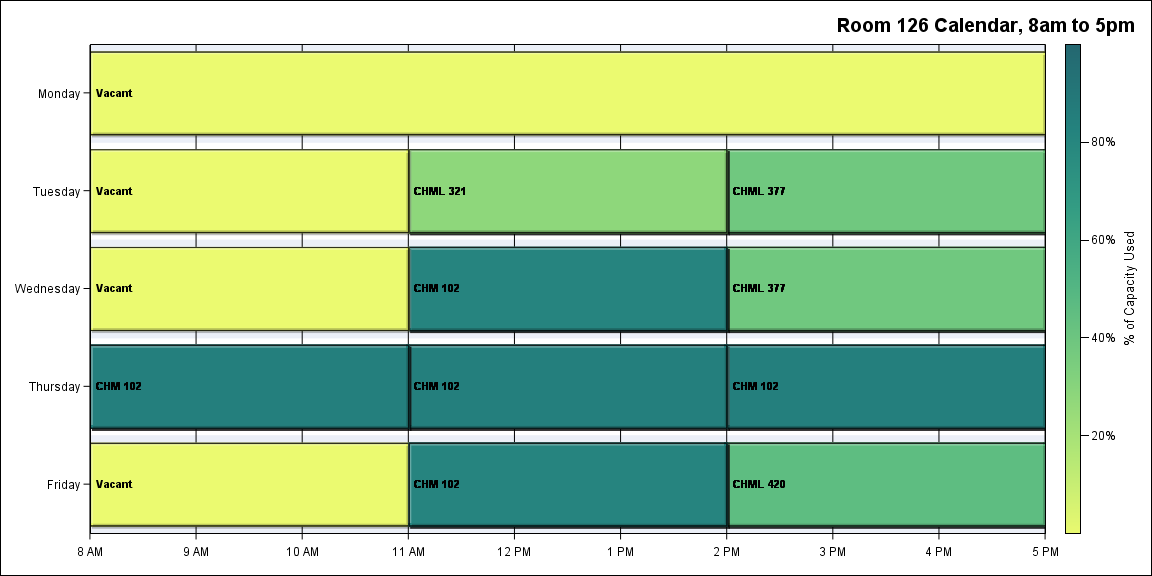 Room 126 Calendar, 8am to 5pm
Monday
Vacant
Tuesday
Vacant
CHML 321
CHML 377
Wednesday
Vacant
CHM 102
CHML 377
Thursday
CHM 102
CHM 102
CHM 102
Friday
Vacant
CHM 102
CHML 420
8 AM
9 AM
10 AM
11 AM
12 PM
1 PM
2 PM
3 PM
4 PM
5 PM
80%
60%
40%
20%
% of Capacity Used